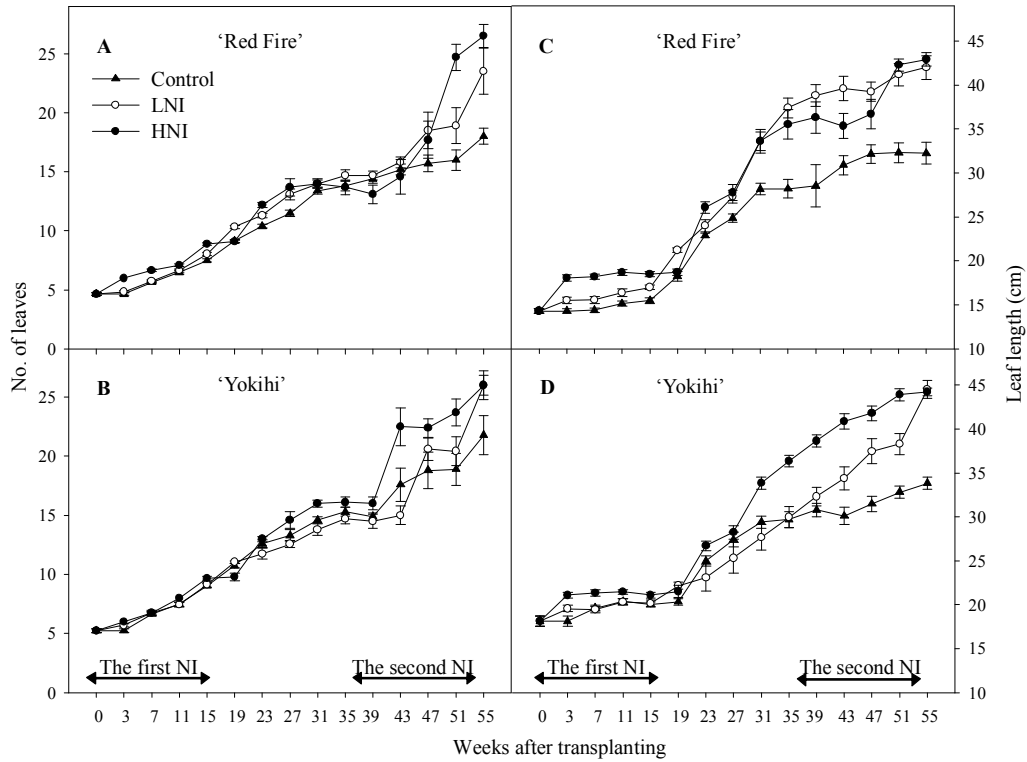 A 'Red Fire'
Control
LNI
HNI
25
20
15
10
5
0
C 'Red Fire'
45
40
35
30
25
20
15
10
B 'Yokihi'
25
20
15
10
5
0
The first NI
The second NI
D 'Yokihi'
45
40
35
30
25
20
15
10
The first NI
The second NI
No. of leaves
Leaf length (cm)
0 3 7 11 15 19 23 27 31 35 39 43 47 51 55
0 3 7 11 15 19 23 27 31 35 39 43 47 51 55
Weeks after transplanting